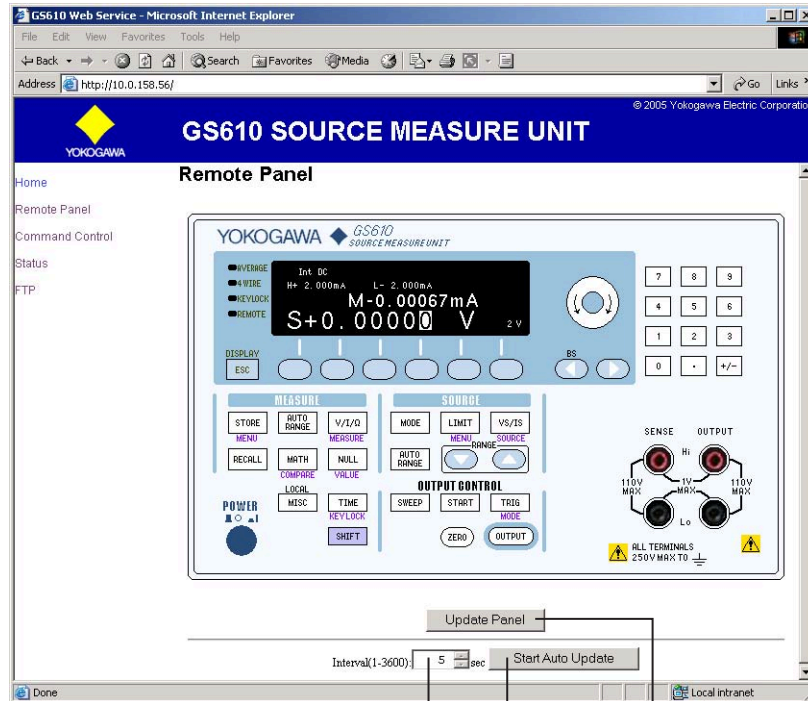 GS610 Web Service - Microsoft Internet Explorer
File Edit View Favorites Tools Help
Back Search Favorites Media
Address http://10.0.158.56/ Go Links
© 2005 Yokogawa Electric Corporatio
YOKOGAWA
GS610 SOURCE MEASURE UNIT
Home
Remote Panel
Command Control
Status
FTP
Remote Panel
YOKOGAWA GS610
SOURCE MEASURE UNIT
AVERAGE
4 WIRE
KEYLOCK
REMOTE
Int DC
H+ 2.000mA L- 2.000mA
M-0.00067mA
S+0.00000 V 2 V
DISPLAY
ESC
BS
7 8 9
4 5 6
1 2 3
0 . +/-
MEASURE
STORE AUTO RANGE V/I/Ω
MENU MEASURE
RECALL MATH NULL
COMPARE VALUE
LOCAL
MISC TIME
KEYLOCK
SHIFT
POWER
SOURCE
MODE LIMIT VS/IS
MENU SOURCE
RANGE
AUTO RANGE
OUTPUT CONTROL
SWEEP START TRIG
MODE
ZERO OUTPUT
SENSE OUTPUT
Hi
110V MAX 1V MAX 110V MAX
Lo
ALL TERMINALS
250V MAX TO
Update Panel
Interval(1-3600): 5 sec Start Auto Update
Done Local intranet